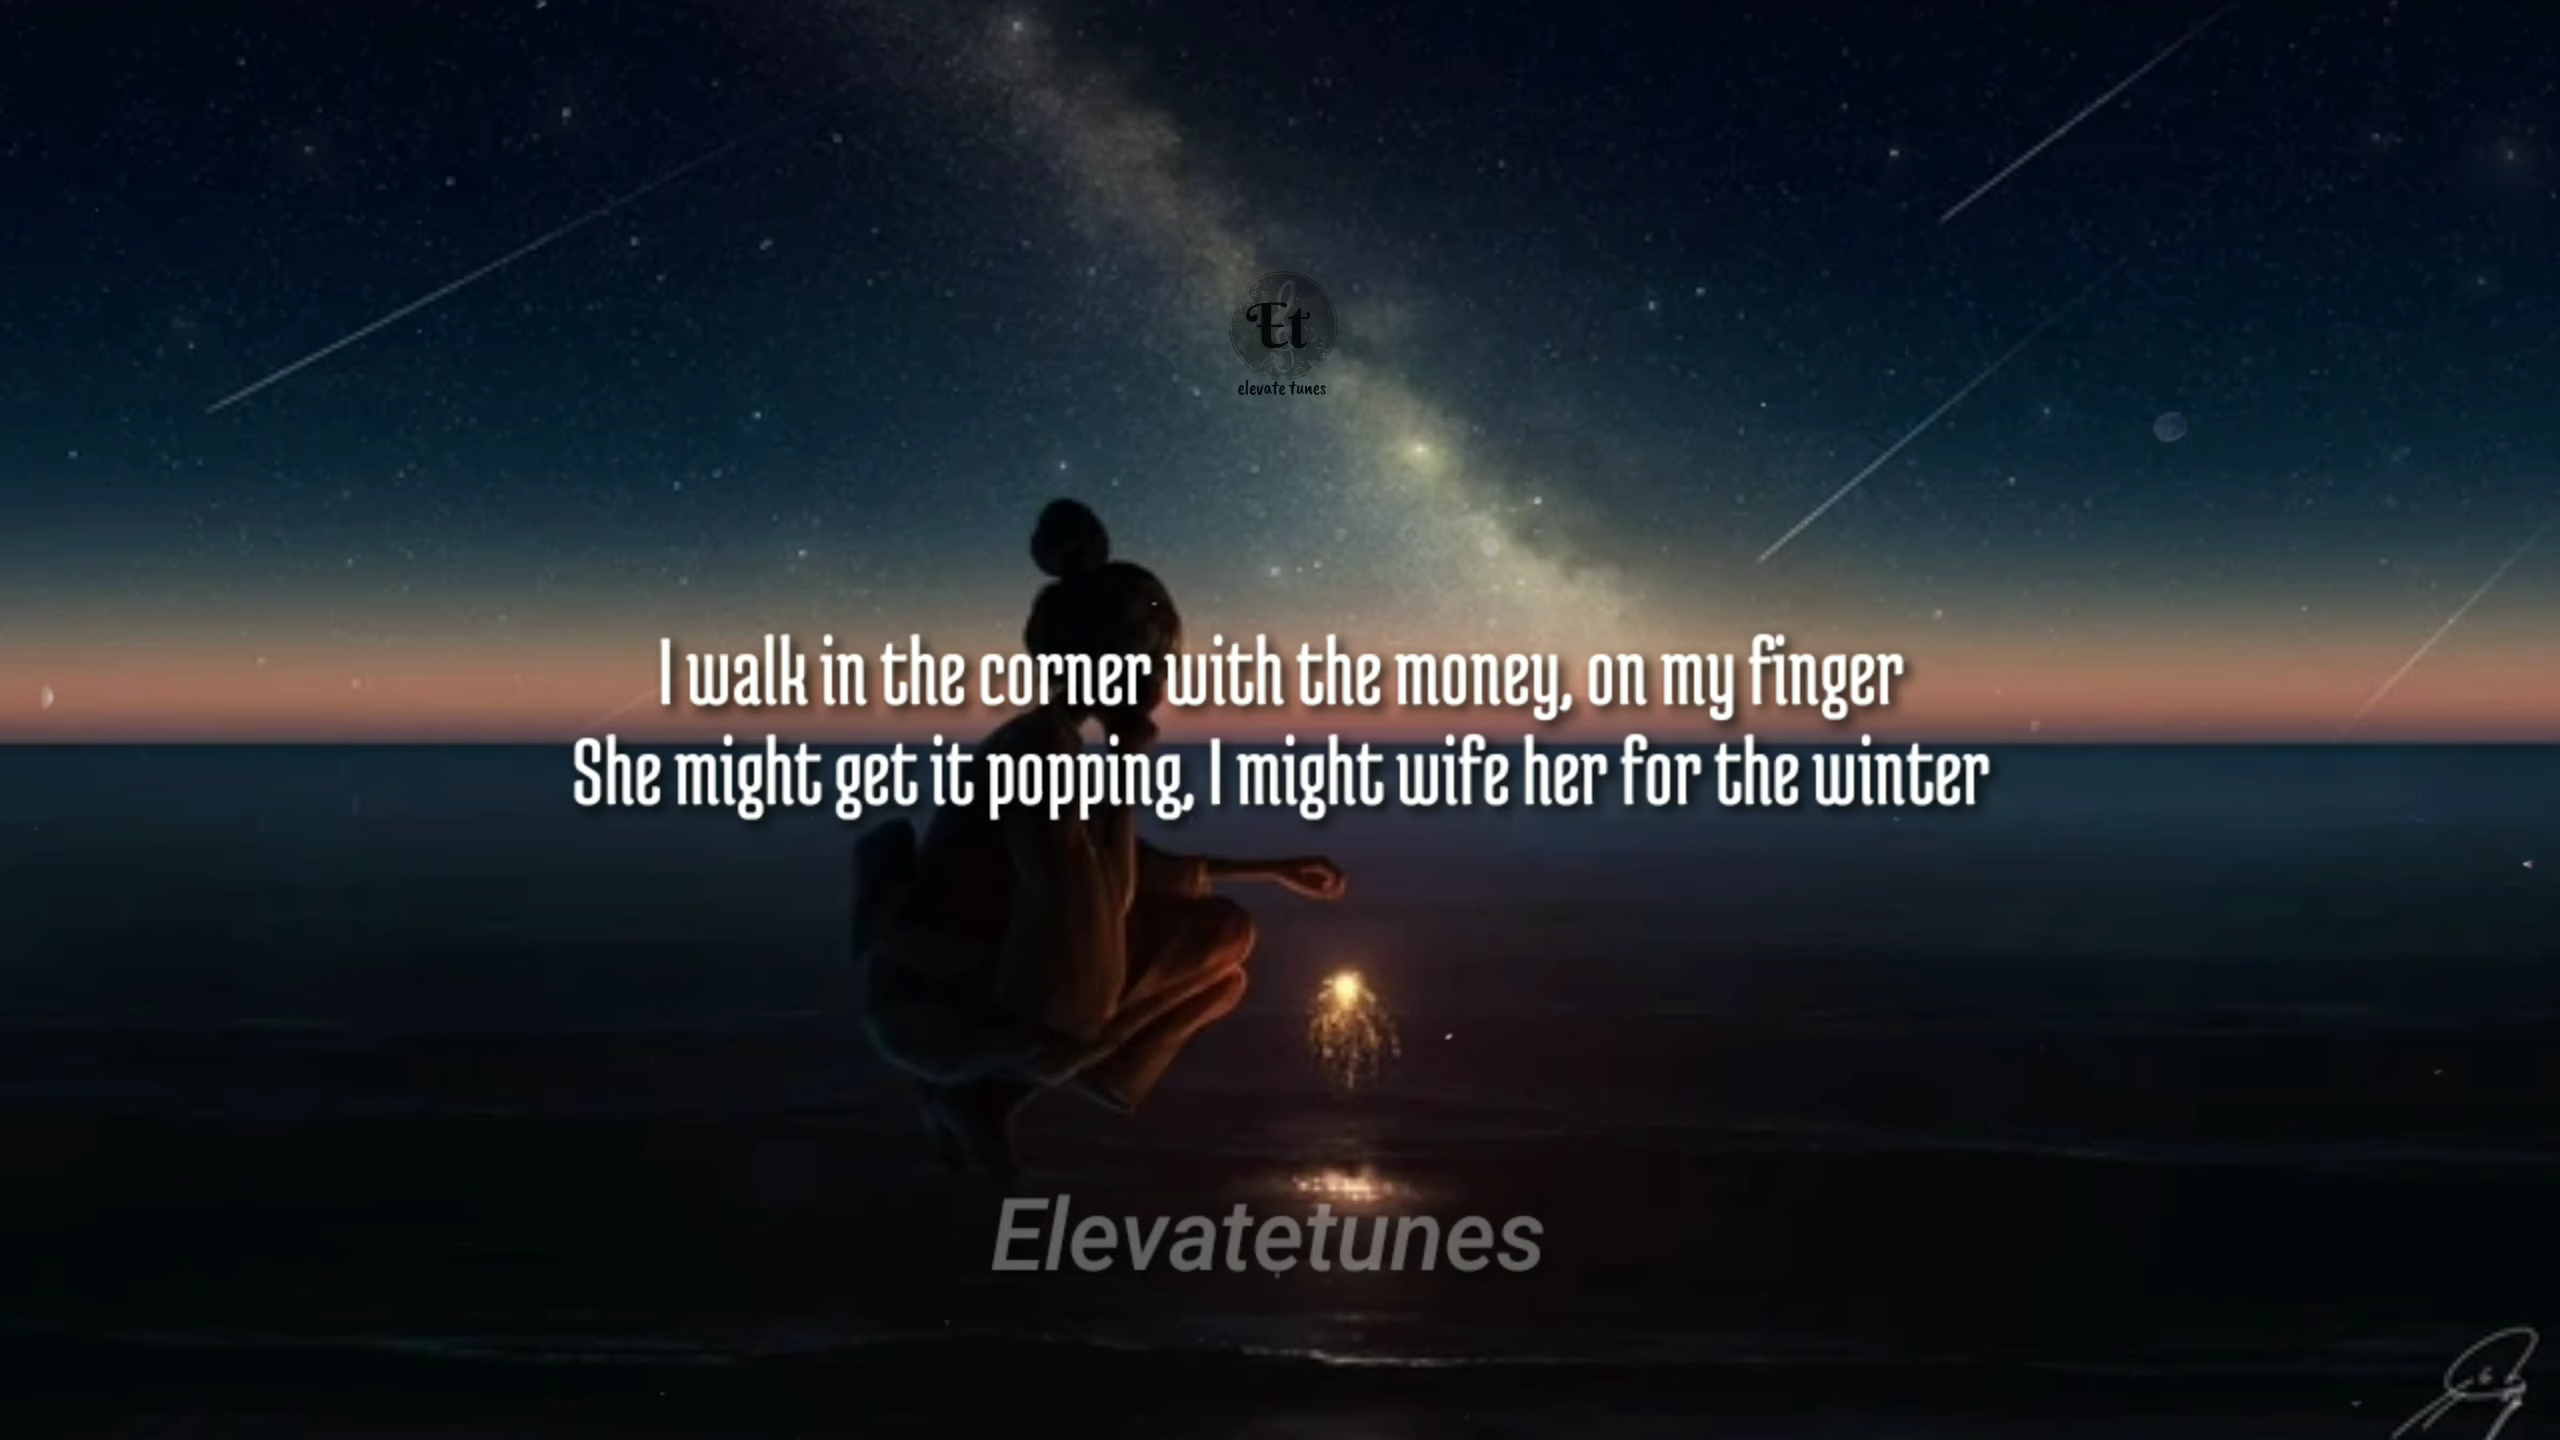 Et
elevate tunes
I walk in the corner with the money, on my finger
She might get it popping, I might wife her for the winter
Elevatetunes